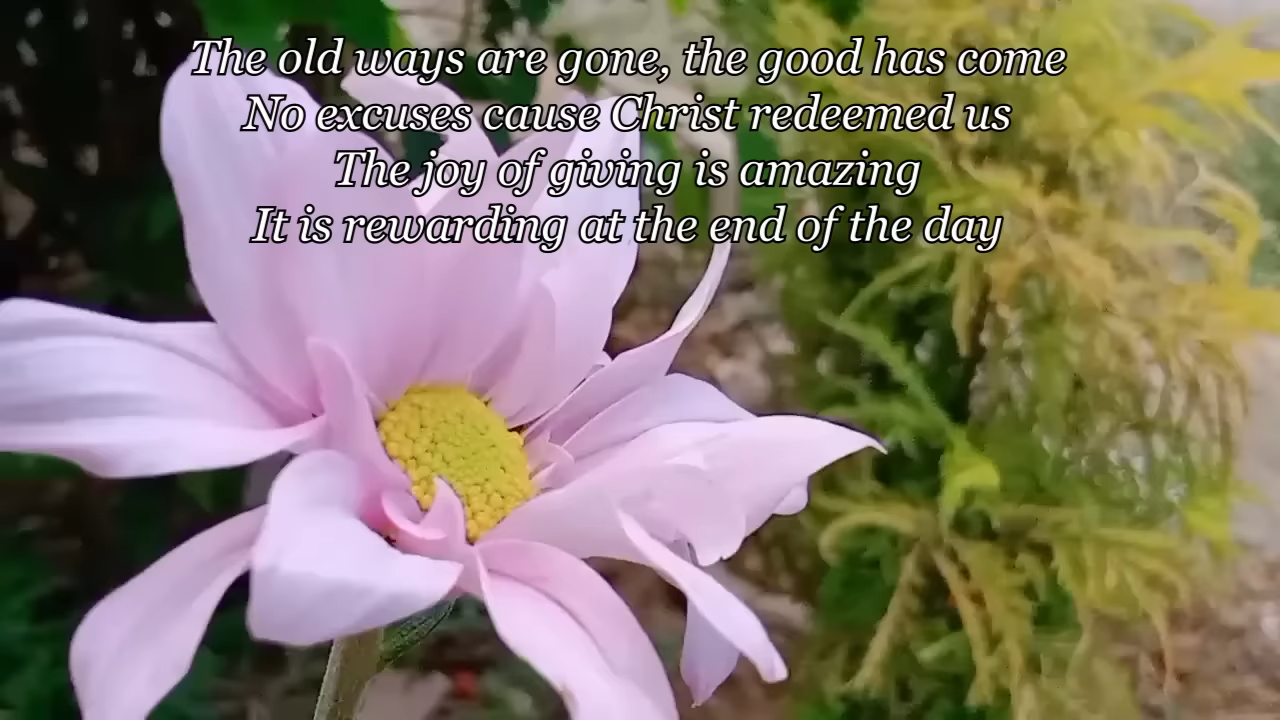 The old ways are gone, the good has come
No excuses cause Christ redeemed us
The joy of giving is amazing
It is rewarding at the end of the day